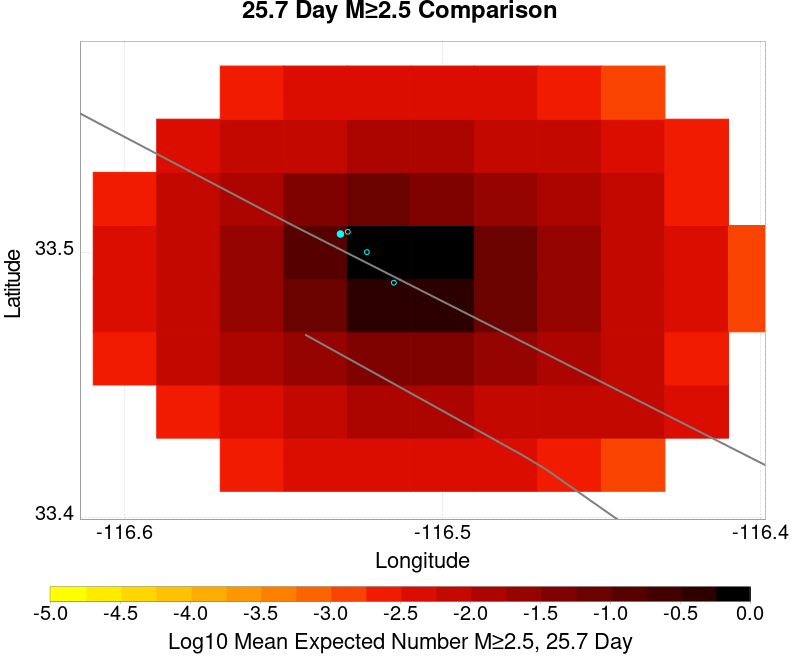 25.7 Day M≥2.5 Comparison
Latitude
33.5
33.4
-116.6 -116.5 -116.4
Longitude
-5.0 -4.5 -4.0 -3.5 -3.0 -2.5 -2.0 -1.5 -1.0 -0.5 0.0
Log10 Mean Expected Number M≥2.5, 25.7 Day